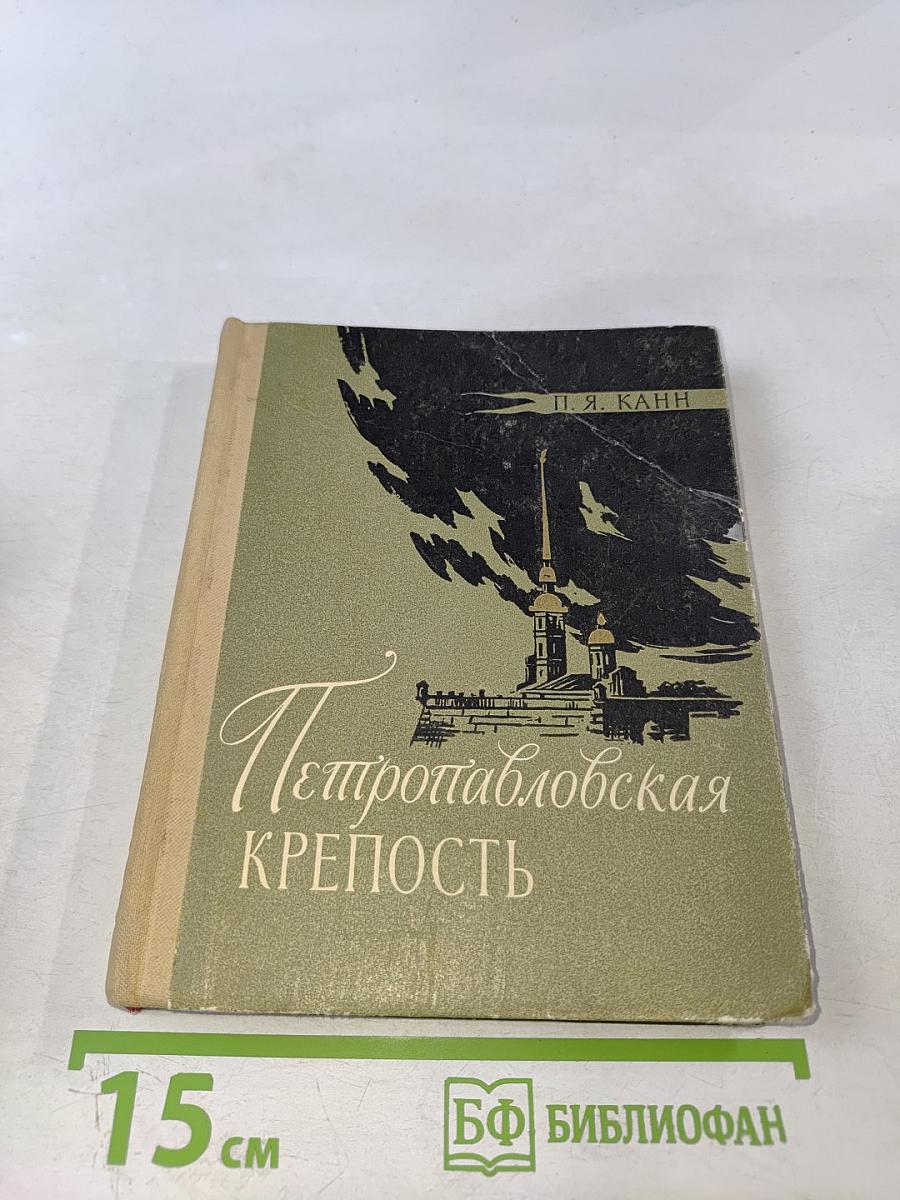 П. Я. КАНН
Петропавловская
КРЕПОСТЬ
15 см
БФ БИБЛИОФАН